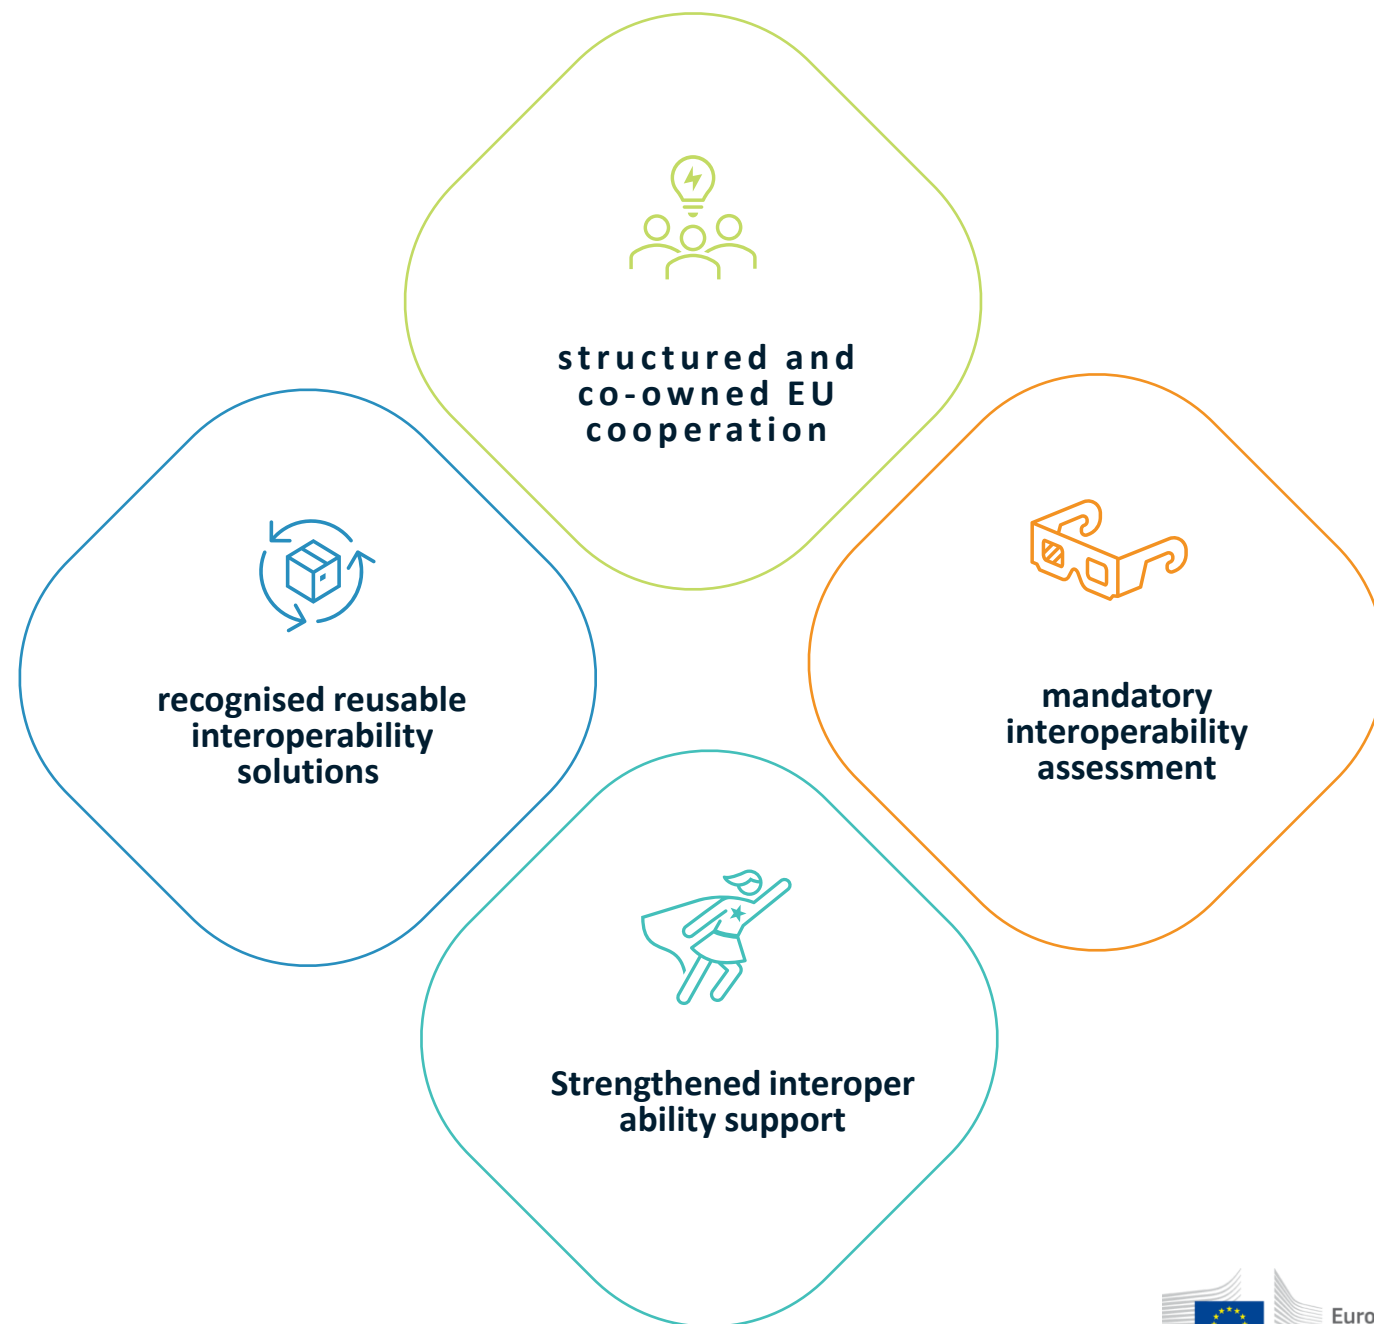 structured and
co-owned EU
cooperation
recognised reusable
interoperability
solutions
mandatory
interoperability
assessment
Strengthened interoper
ability support
Euro